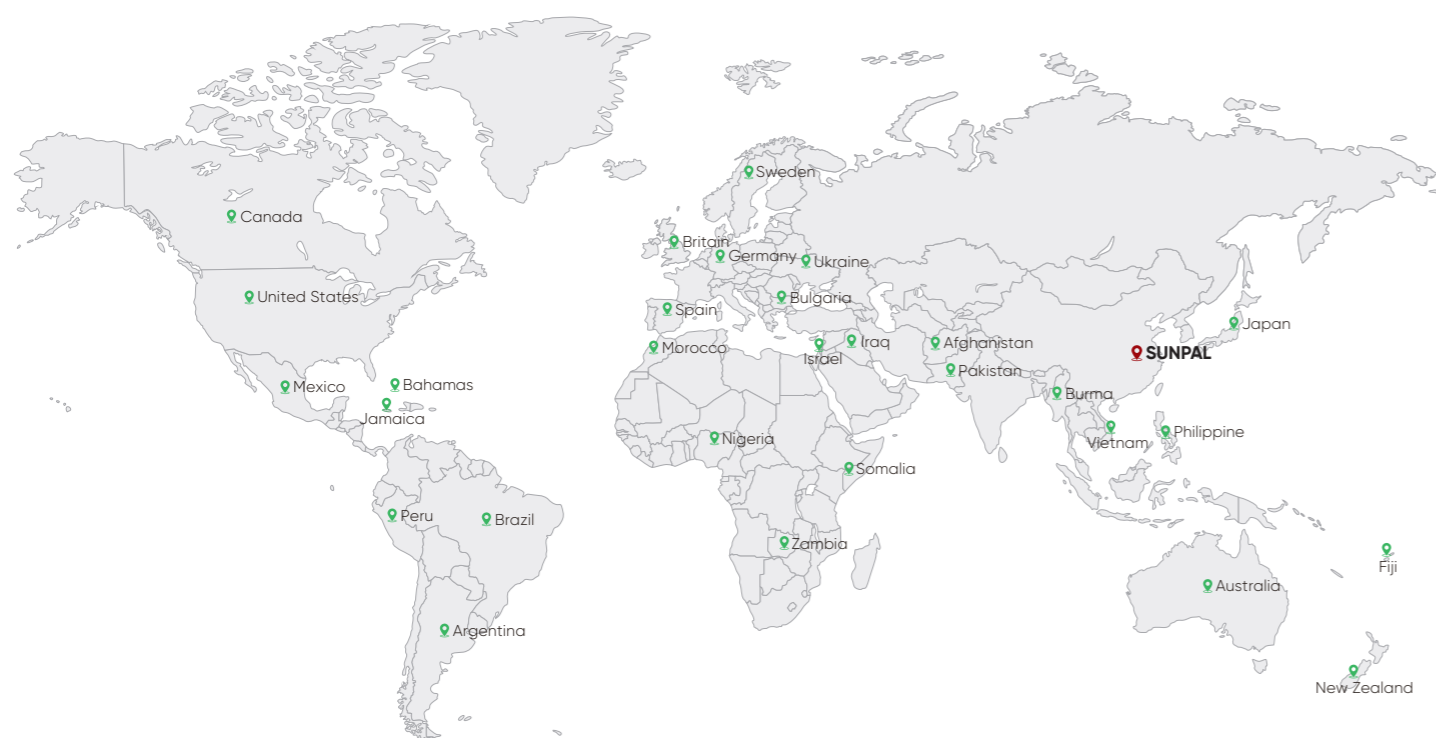 Sweden
Canada
Britain
Germany
Ukraine
United States
Bulgaria
Spain
Japan
Morocco
Israel
Iraq
Afghanistan
SUNPAL
Pakistan
Mexico
Bahamas
Burma
Jamaica
Nigeria
Vietnam
Philippine
Somalia
Peru
Brazil
Zambia
Fiji
Australia
Argentina
New Zealand